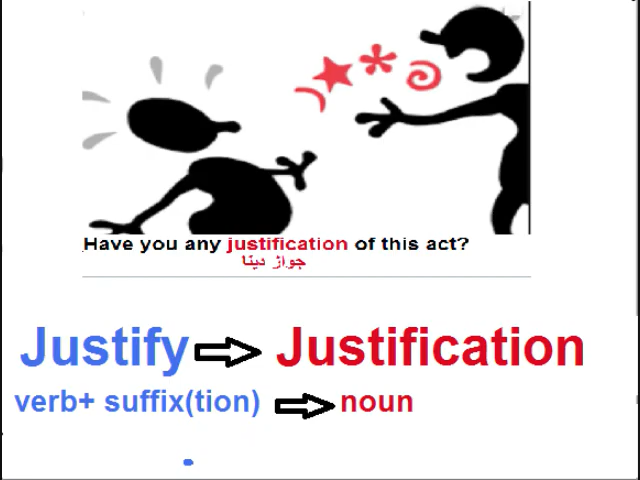 Have you any justification of this act?
جواز دینا
Justify ⇨ Justification
verb+ suffix(tion) ⇨ noun